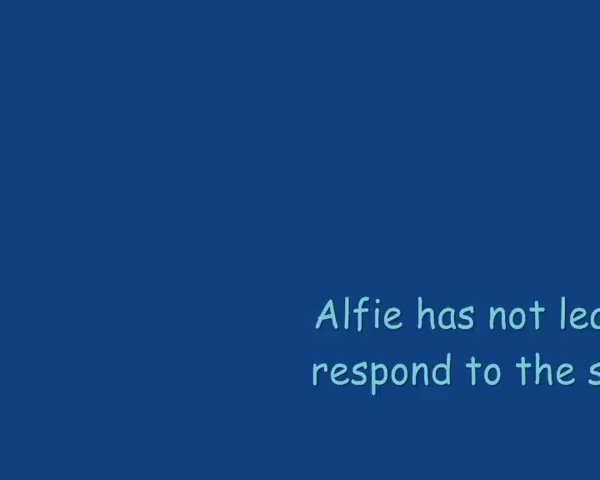 Alfie has not
respond to the